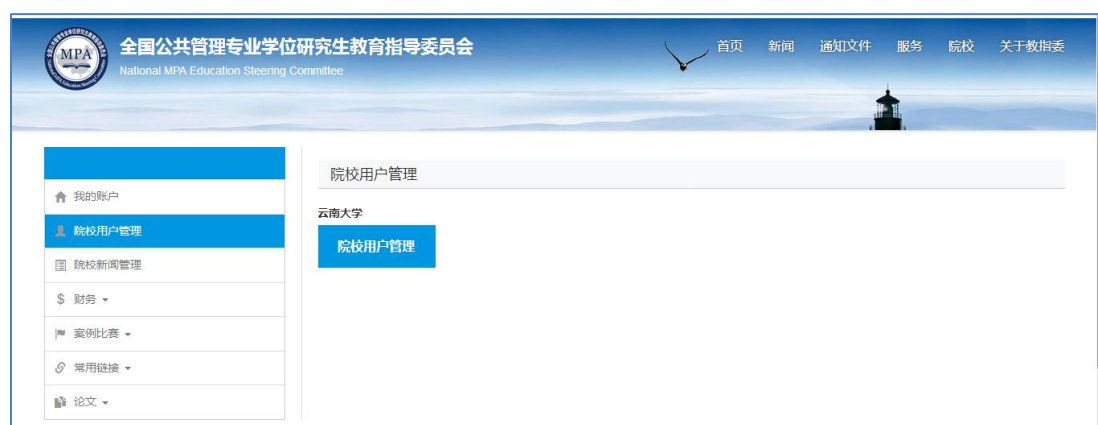 MPA
全国公共管理专业学位研究生教育指导委员会
National MPA Education Steering Committee
首页 新闻 通知文件 服务 院校 关于教指委
我的账户
院校用户管理
院校新闻管理
财务
案例比赛
常用链接
论文
院校用户管理
云南大学
院校用户管理